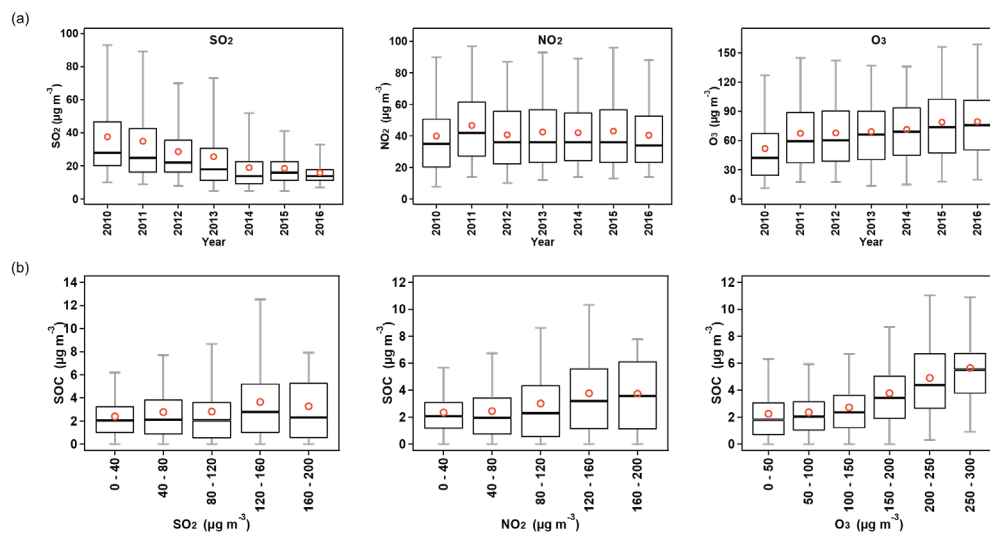 (a)
SO2
SO2 (μg m-3)
100
80
60
40
20
0
2010
2011
2012
2013
2014
2015
2016
Year
NO2
NO2 (μg m-3)
100
80
60
40
20
0
2010
2011
2012
2013
2014
2015
2016
Year
O3
O3 (μg m-3)
150
120
90
60
30
0
2010
2011
2012
2013
2014
2015
2016
Year
(b)
SOC (μg m-3)
14
12
10
8
6
4
2
0
0 - 40
40 - 80
80 - 120
120 - 160
160 - 200
SO2 (μg m-3)
SOC (μg m-3)
12
10
8
6
4
2
0
0 - 40
40 - 80
80 - 120
120 - 160
160 - 200
NO2 (μg m-3)
SOC (μg m-3)
12
10
8
6
4
2
0
0 - 50
50 - 100
100 - 150
150 - 200
200 - 250
250 - 300
O3 (μg m-3)